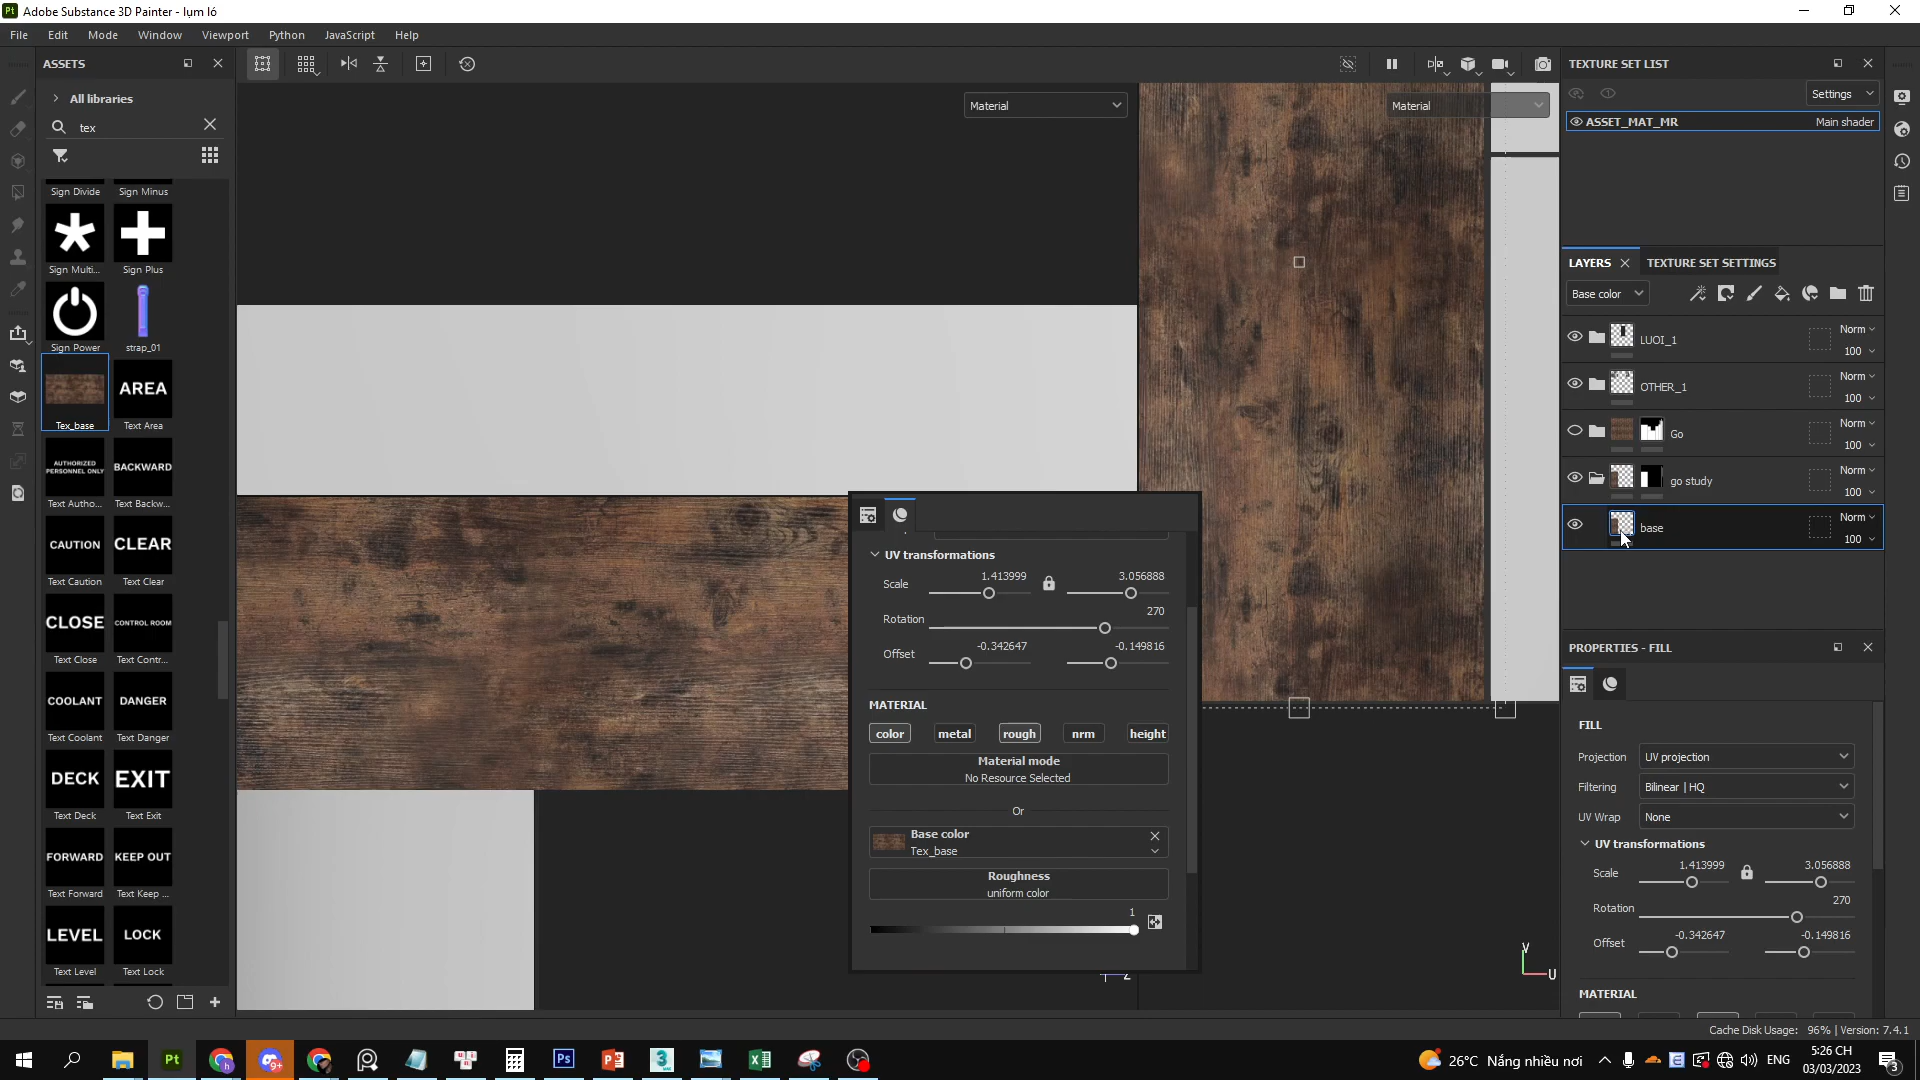 Adobe Substance 3D Painter - lụm ló
File Edit Mode Window Viewport Python JavaScript Help
ASSETS
All libraries
tex
Sign Divide Sign Minus
Sign Multi... Sign Plus
Sign Power strap_01
AREA
Tex_base Text Area
AUTHORIZED PERSONNEL ONLY BACKWARD
Text Autho... Text Backw...
CAUTION CLEAR
Text Caution Text Clear
CLOSE CONTROL ROOM
Text Close Text Contr...
COOLANT DANGER
Text Coolant Text Danger
DECK EXIT
Text Deck Text Exit
FORWARD KEEP OUT
Text Forward Text Keep ...
LEVEL LOCK
Text Level Text Lock
Material
Material
UV transformations
Scale 1.413999 3.056888
Rotation 270
Offset -0.342647 -0.149816
MATERIAL
color metal rough nrm height
Material mode
No Resource Selected
Or
Base color
Tex_base
Roughness
uniform color
1
Z
V
U
TEXTURE SET LIST
Settings
ASSET_MAT_MR Main shader
LAYERS TEXTURE SET SETTINGS
Base color
LUOI_1 Norm 100
OTHER_1 Norm 100
Go Norm 100
go study Norm 100
base Norm 100
PROPERTIES - FILL
FILL
Projection UV projection
Filtering Bilinear | HQ
UV Wrap None
UV transformations
Scale 1.413999 3.056888
Rotation 270
Offset -0.342647 -0.149816
MATERIAL
Cache Disk Usage: 96% | Version: 7.4.1
26°C Nắng nhiều nơi
ENG
5:26 CH
03/03/2023